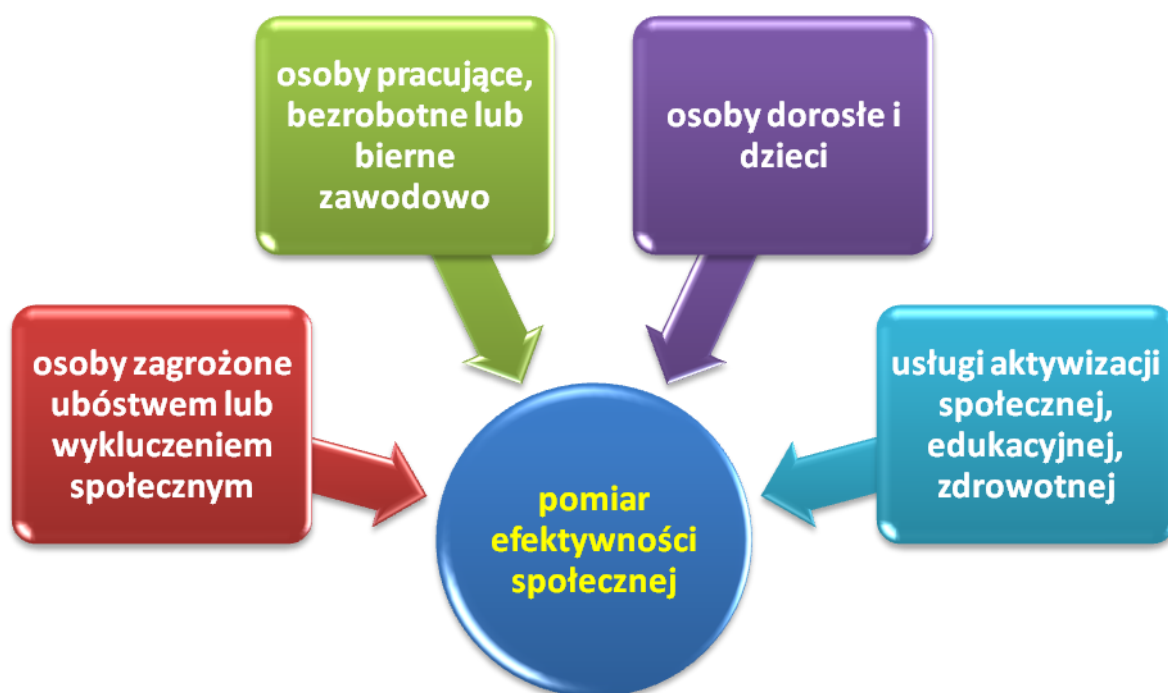 osoby pracujące,
bezrobotne lub
bierne
zawodowo
osoby dorosłe i
dzieci
osoby zagrożone
ubóstwem lub
wykluczeniem
społecznym
usługi aktywizacji
społecznej,
edukacyjnej,
zdrowotnej
pomiar
efektywności
społecznej